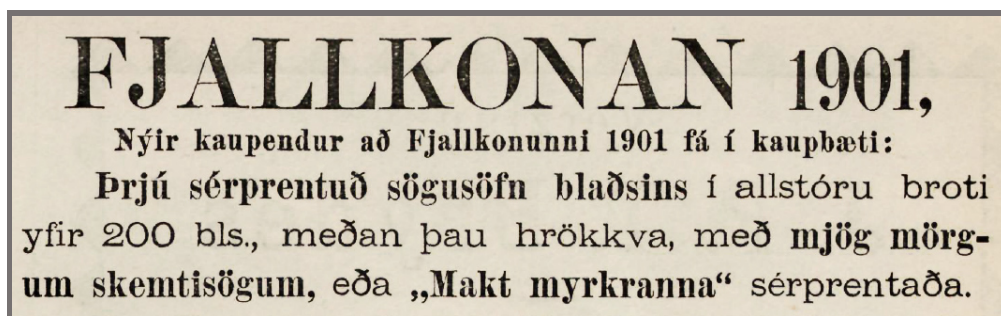 FJALLKONAN 1901,
Nýir kaupendur að Fjallkonunni 1901 fá í kaupbæti:
Þrjú sérprentuð sögusöfn blaðsins í allstóru broti
yfir 200 bls., meðan þau hrökkva, með mjög mörg-
um skemtisögum, eða „Makt myrkranna“ sérprentaða.